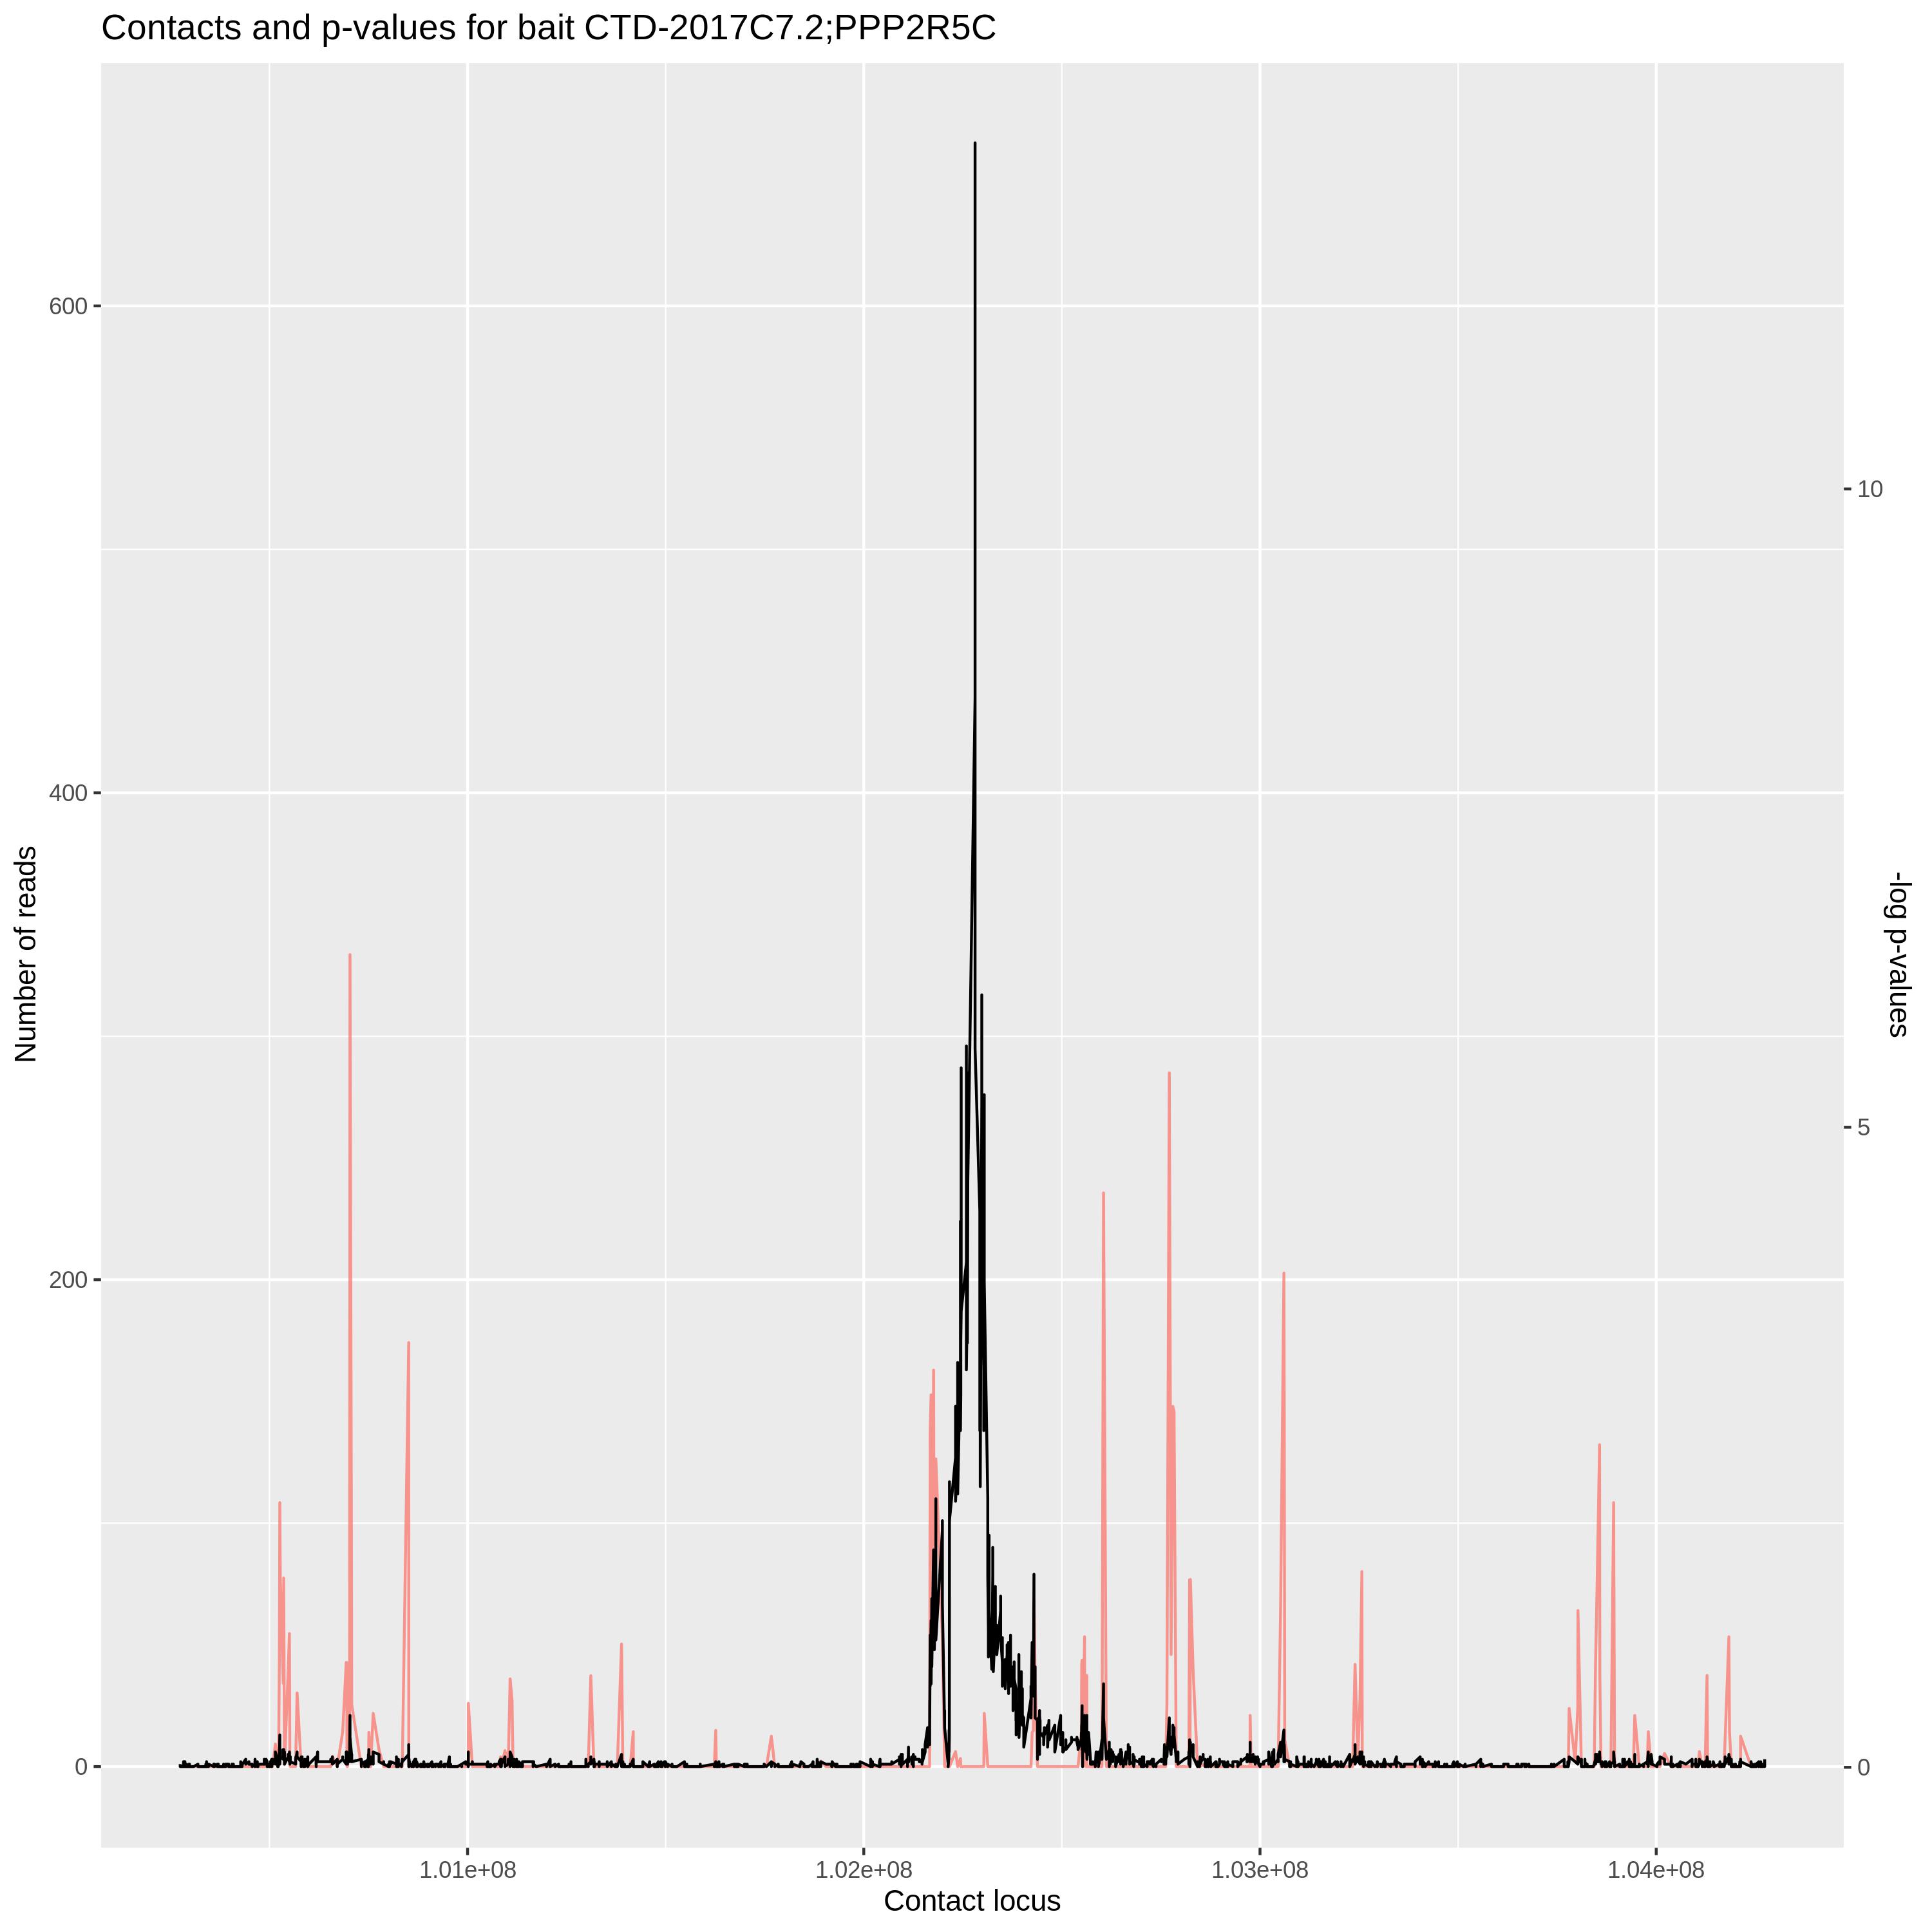 Contacts and p-values for bait CTD-2017C7.2;PPP2R5C
600
400
200
0
Number of reads
10
5
0
-log p-values
1.01e+08
1.02e+08
1.03e+08
1.04e+08
Contact locus